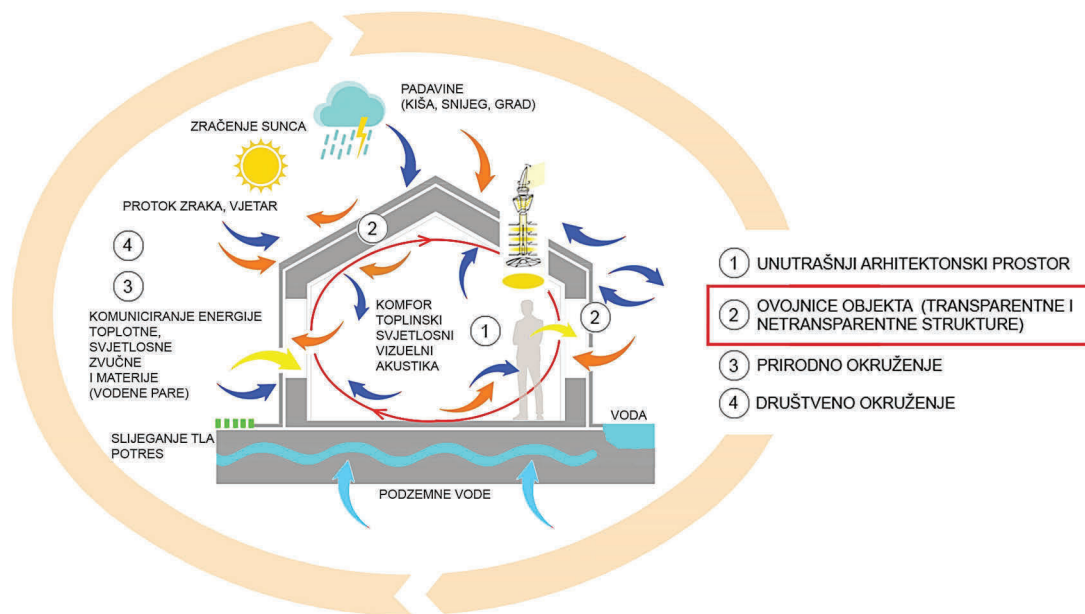 PADAVINE
(KIŠA, SNIJEG, GRAD)
ZRAČENJE SUNCA
PROTOK ZRAKA, VJETAR
4
3
KOMUNICIRANJE ENERGIJE
TOPLOTNE,
SVJETLOSNE
ZVUČNE
I MATERIJE
(VODENE PARE)
2
KOMFOR
TOPLINSKI
SVJETLOSNI
VIZUELNI
AKUSTIKA
1
2
SLIJEGANJE TLA
POTRES
VODA
PODZEMNE VODE
1 UNUTRAŠNJI ARHITEKTONSKI PROSTOR
2 OVOJNICE OBJEKTA (TRANSPARENTNE I
NETRANSPARENTNE STRUKTURE)
3 PRIRODNO OKRUŽENJE
4 DRUŠTVENO OKRUŽENJE